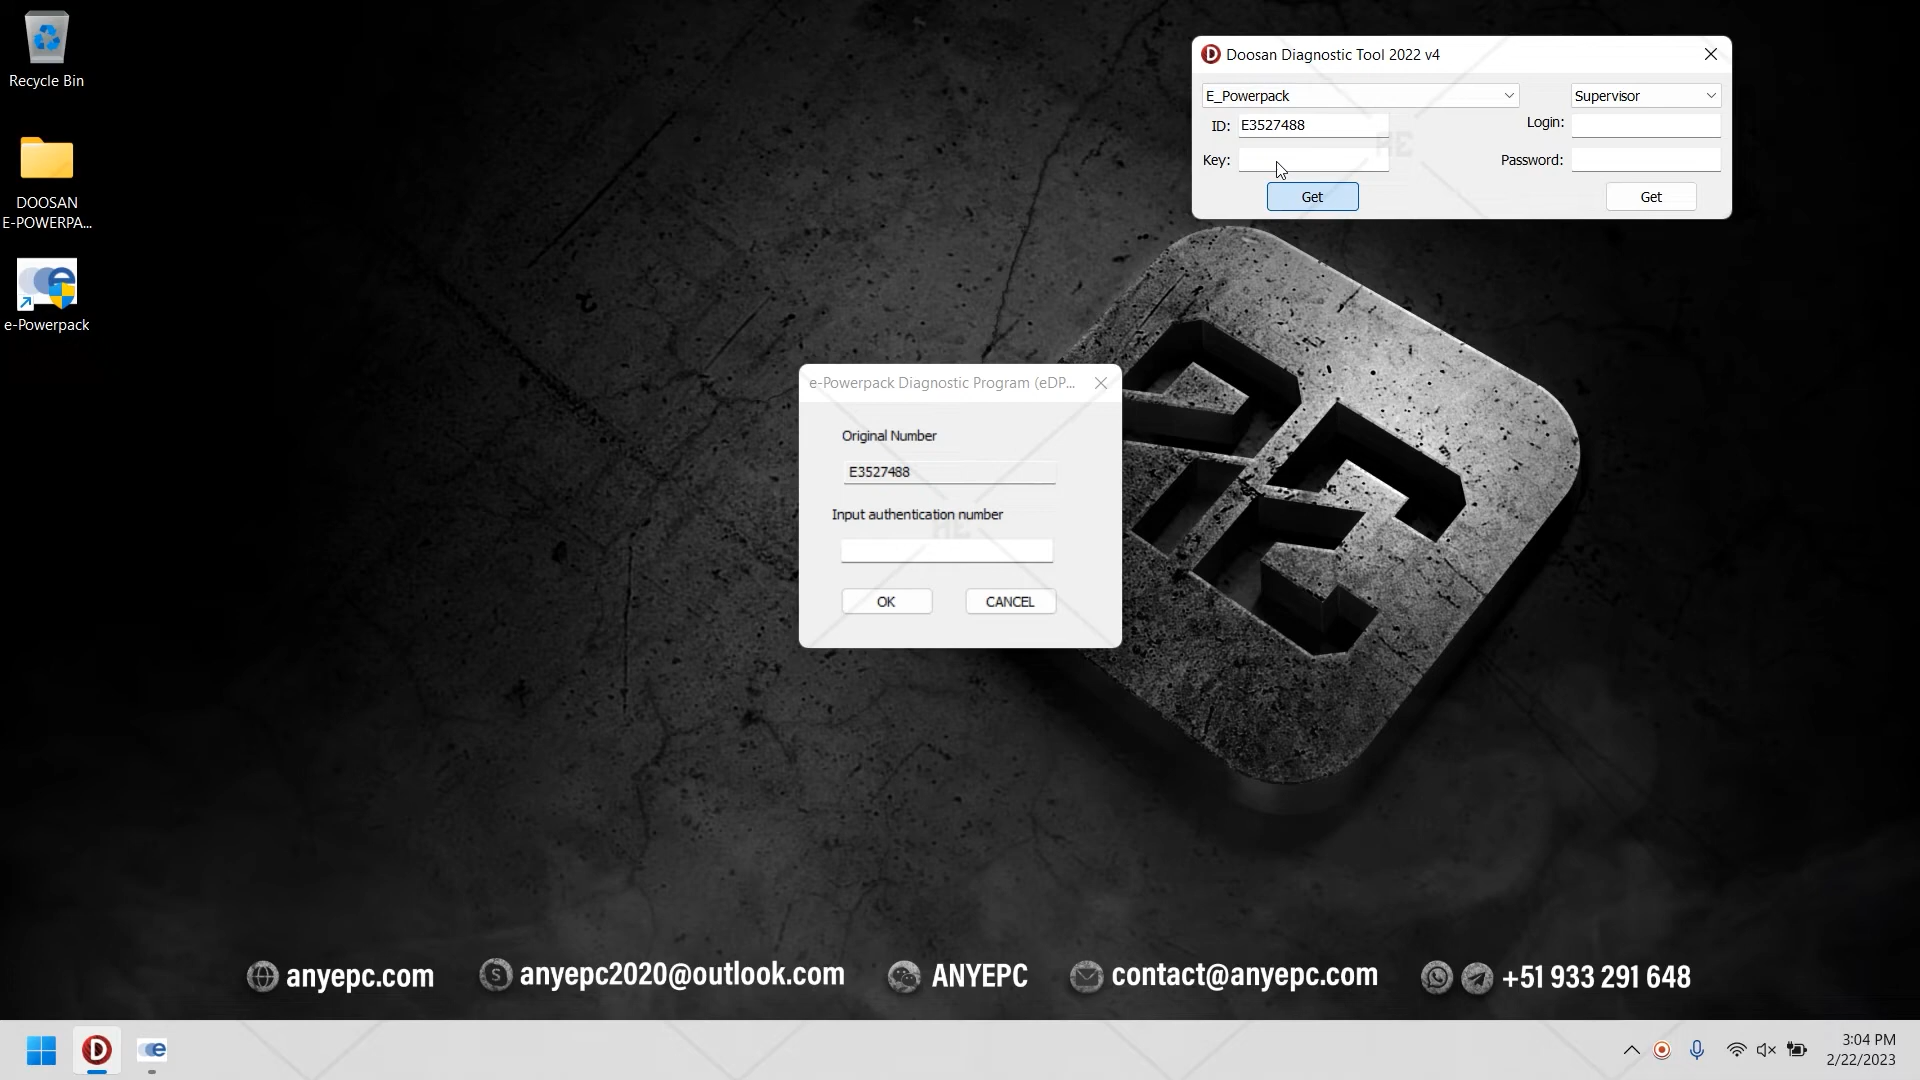 Recycle Bin
DOOSAN
E-POWERPA...
e-Powerpack
Doosan Diagnostic Tool 2022 v4
E_Powerpack
Supervisor
ID:
E3527488
Login:
Key:
Password:
Get
Get
e-Powerpack Diagnostic Program (eDP...
Original Number
E3527488
Input authentication number
OK
CANCEL
anyepc.com
anyepc2020@outlook.com
ANYEPC
contact@anyepc.com
+51 933 291 648
3:04 PM
2/22/2023